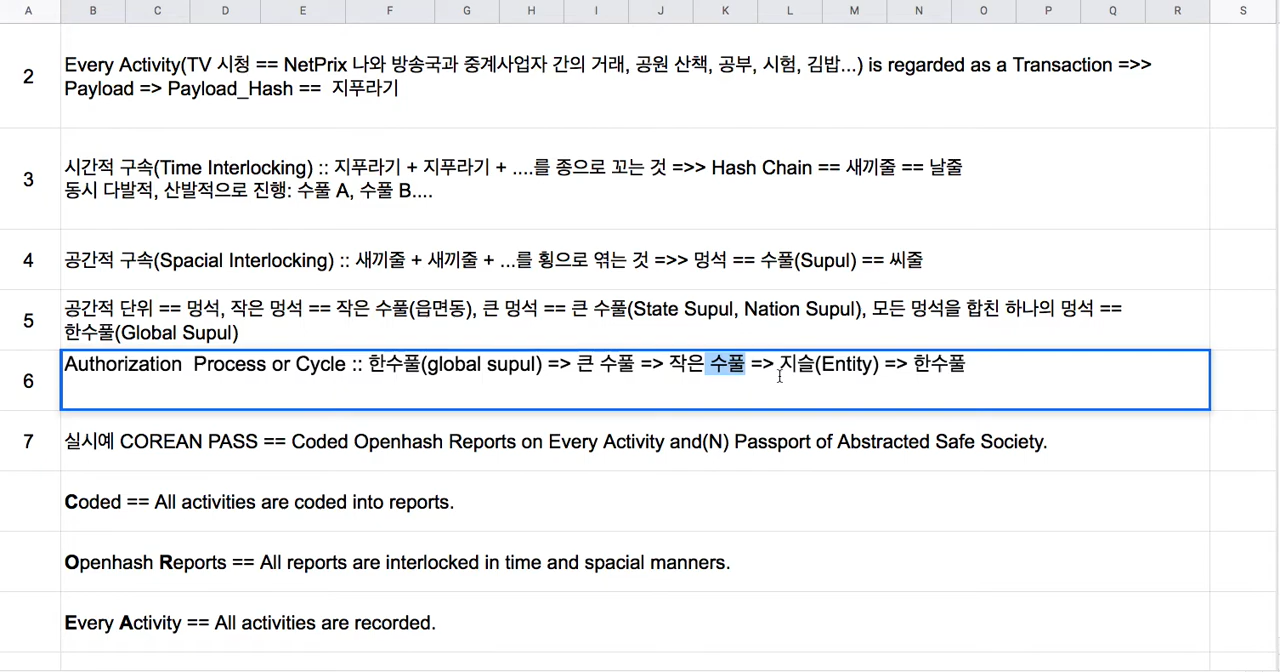 A B C D E F G H I J K L M N O P Q R S
2 Every Activity(TV 시청 == NetPrix 나와 방송국과 중계사업자 간의 거래, 공원 산책, 공부, 시험, 김밥...) is regarded as a Transaction =>>
Payload => Payload_Hash == 지푸라기
3 시간적 구속(Time Interlocking) :: 지푸라기 + 지푸라기 + ....를 종으로 꼬는 것 =>> Hash Chain == 새끼줄 == 날줄
동시 다발적, 산발적으로 진행: 수풀 A, 수풀 B....
4 공간적 구속(Spacial Interlocking) :: 새끼줄 + 새끼줄 + ...를 횡으로 엮는 것 =>> 멍석 == 수풀(Supul) == 씨줄
5 공간적 단위 == 멍석, 작은 멍석 == 작은 수풀(읍면동), 큰 멍석 == 큰 수풀(State Supul, Nation Supul), 모든 멍석을 합친 하나의 멍석 ==
한수풀(Global Supul)
6 Authorization Process or Cycle :: 한수풀(global supul) => 큰 수풀 => 작은 수풀 => 지슬(Entity) => 한수풀
7 실시예 COREAN PASS == Coded Openhash Reports on Every Activity and(N) Passport of Abstracted Safe Society.
Coded == All activities are coded into reports.
Openhash Reports == All reports are interlocked in time and spacial manners.
Every Activity == All activities are recorded.